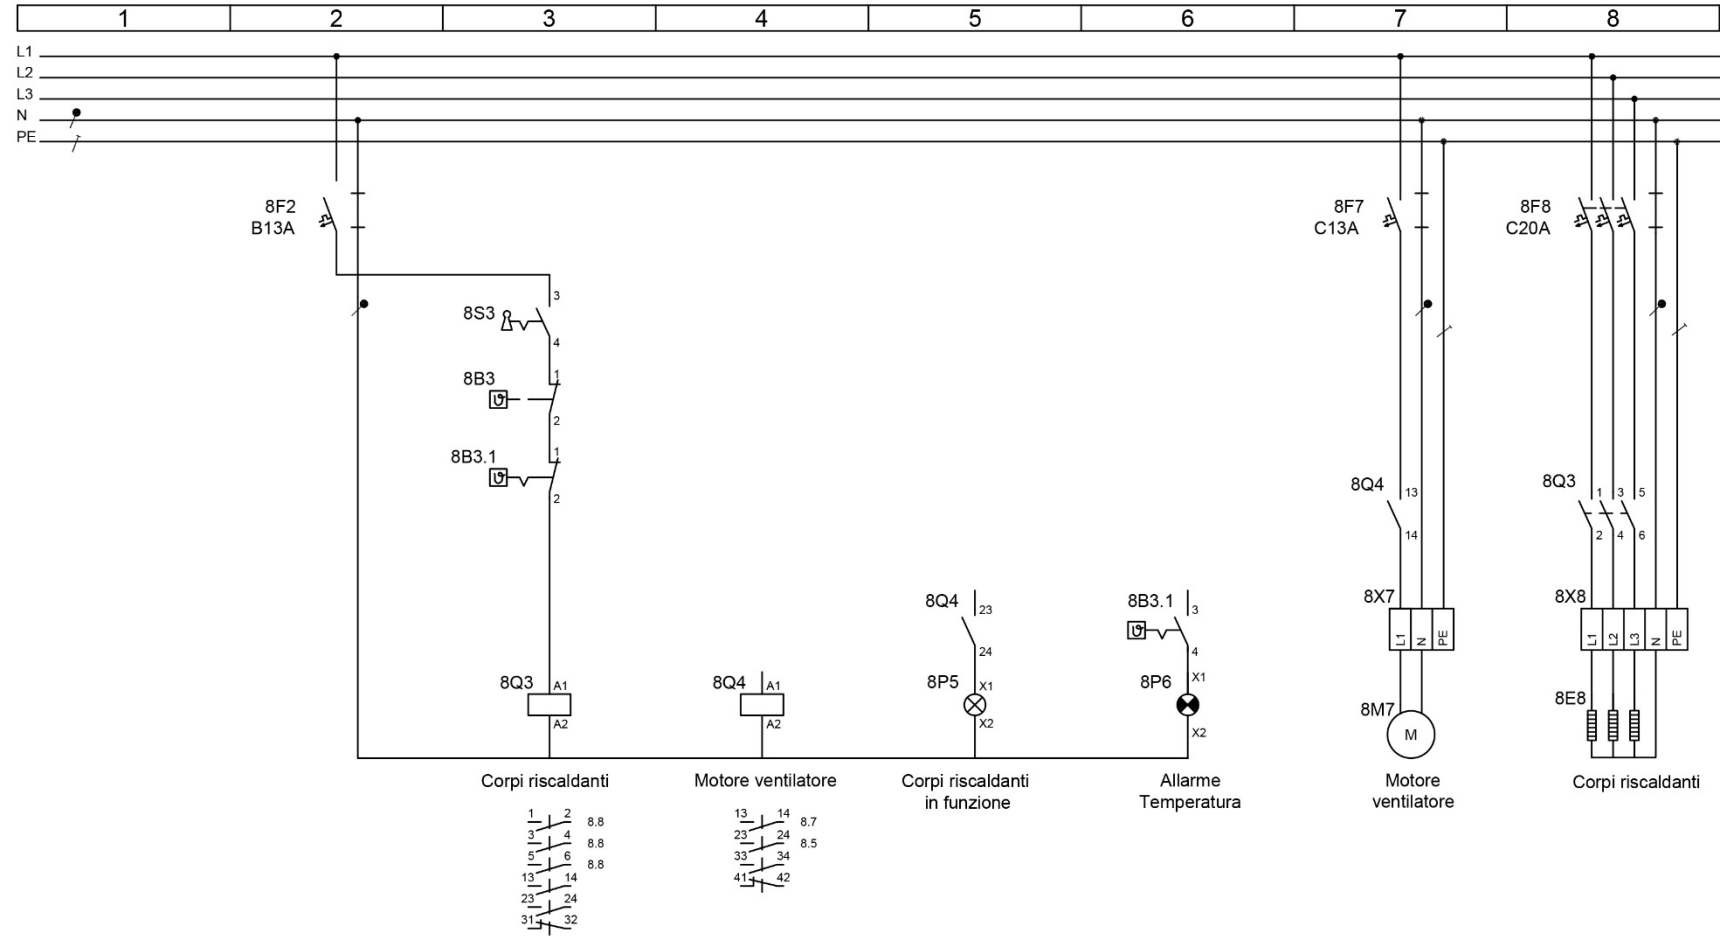 1 2 3 4 5 6 7 8
L1
L2
L3
N
PE
8F2
B13A
8F7
C13A
8F8
C20A
8S3
3
4
8B3
1
2
8B3.1
1
2
8Q4
13
14
8Q3
1 3 5
2 4 6
8Q4
23
24
8B3.1
3
4
8X7
L1 N PE
8X8
L1 L2 L3 N PE
8Q3
A1
A2
8Q4
A1
A2
8P5
X1
X2
8P6
X1
X2
8M7
M
8E8
Corpi riscaldanti
Motore ventilatore
Corpi riscaldanti
in funzione
Allarme
Temperatura
Motore
ventilatore
Corpi riscaldanti
1 2 8.8
3 4 8.8
5 6 8.8
13 14
23 24
31 32
13 14 8.7
23 24 8.5
33 34
41 42